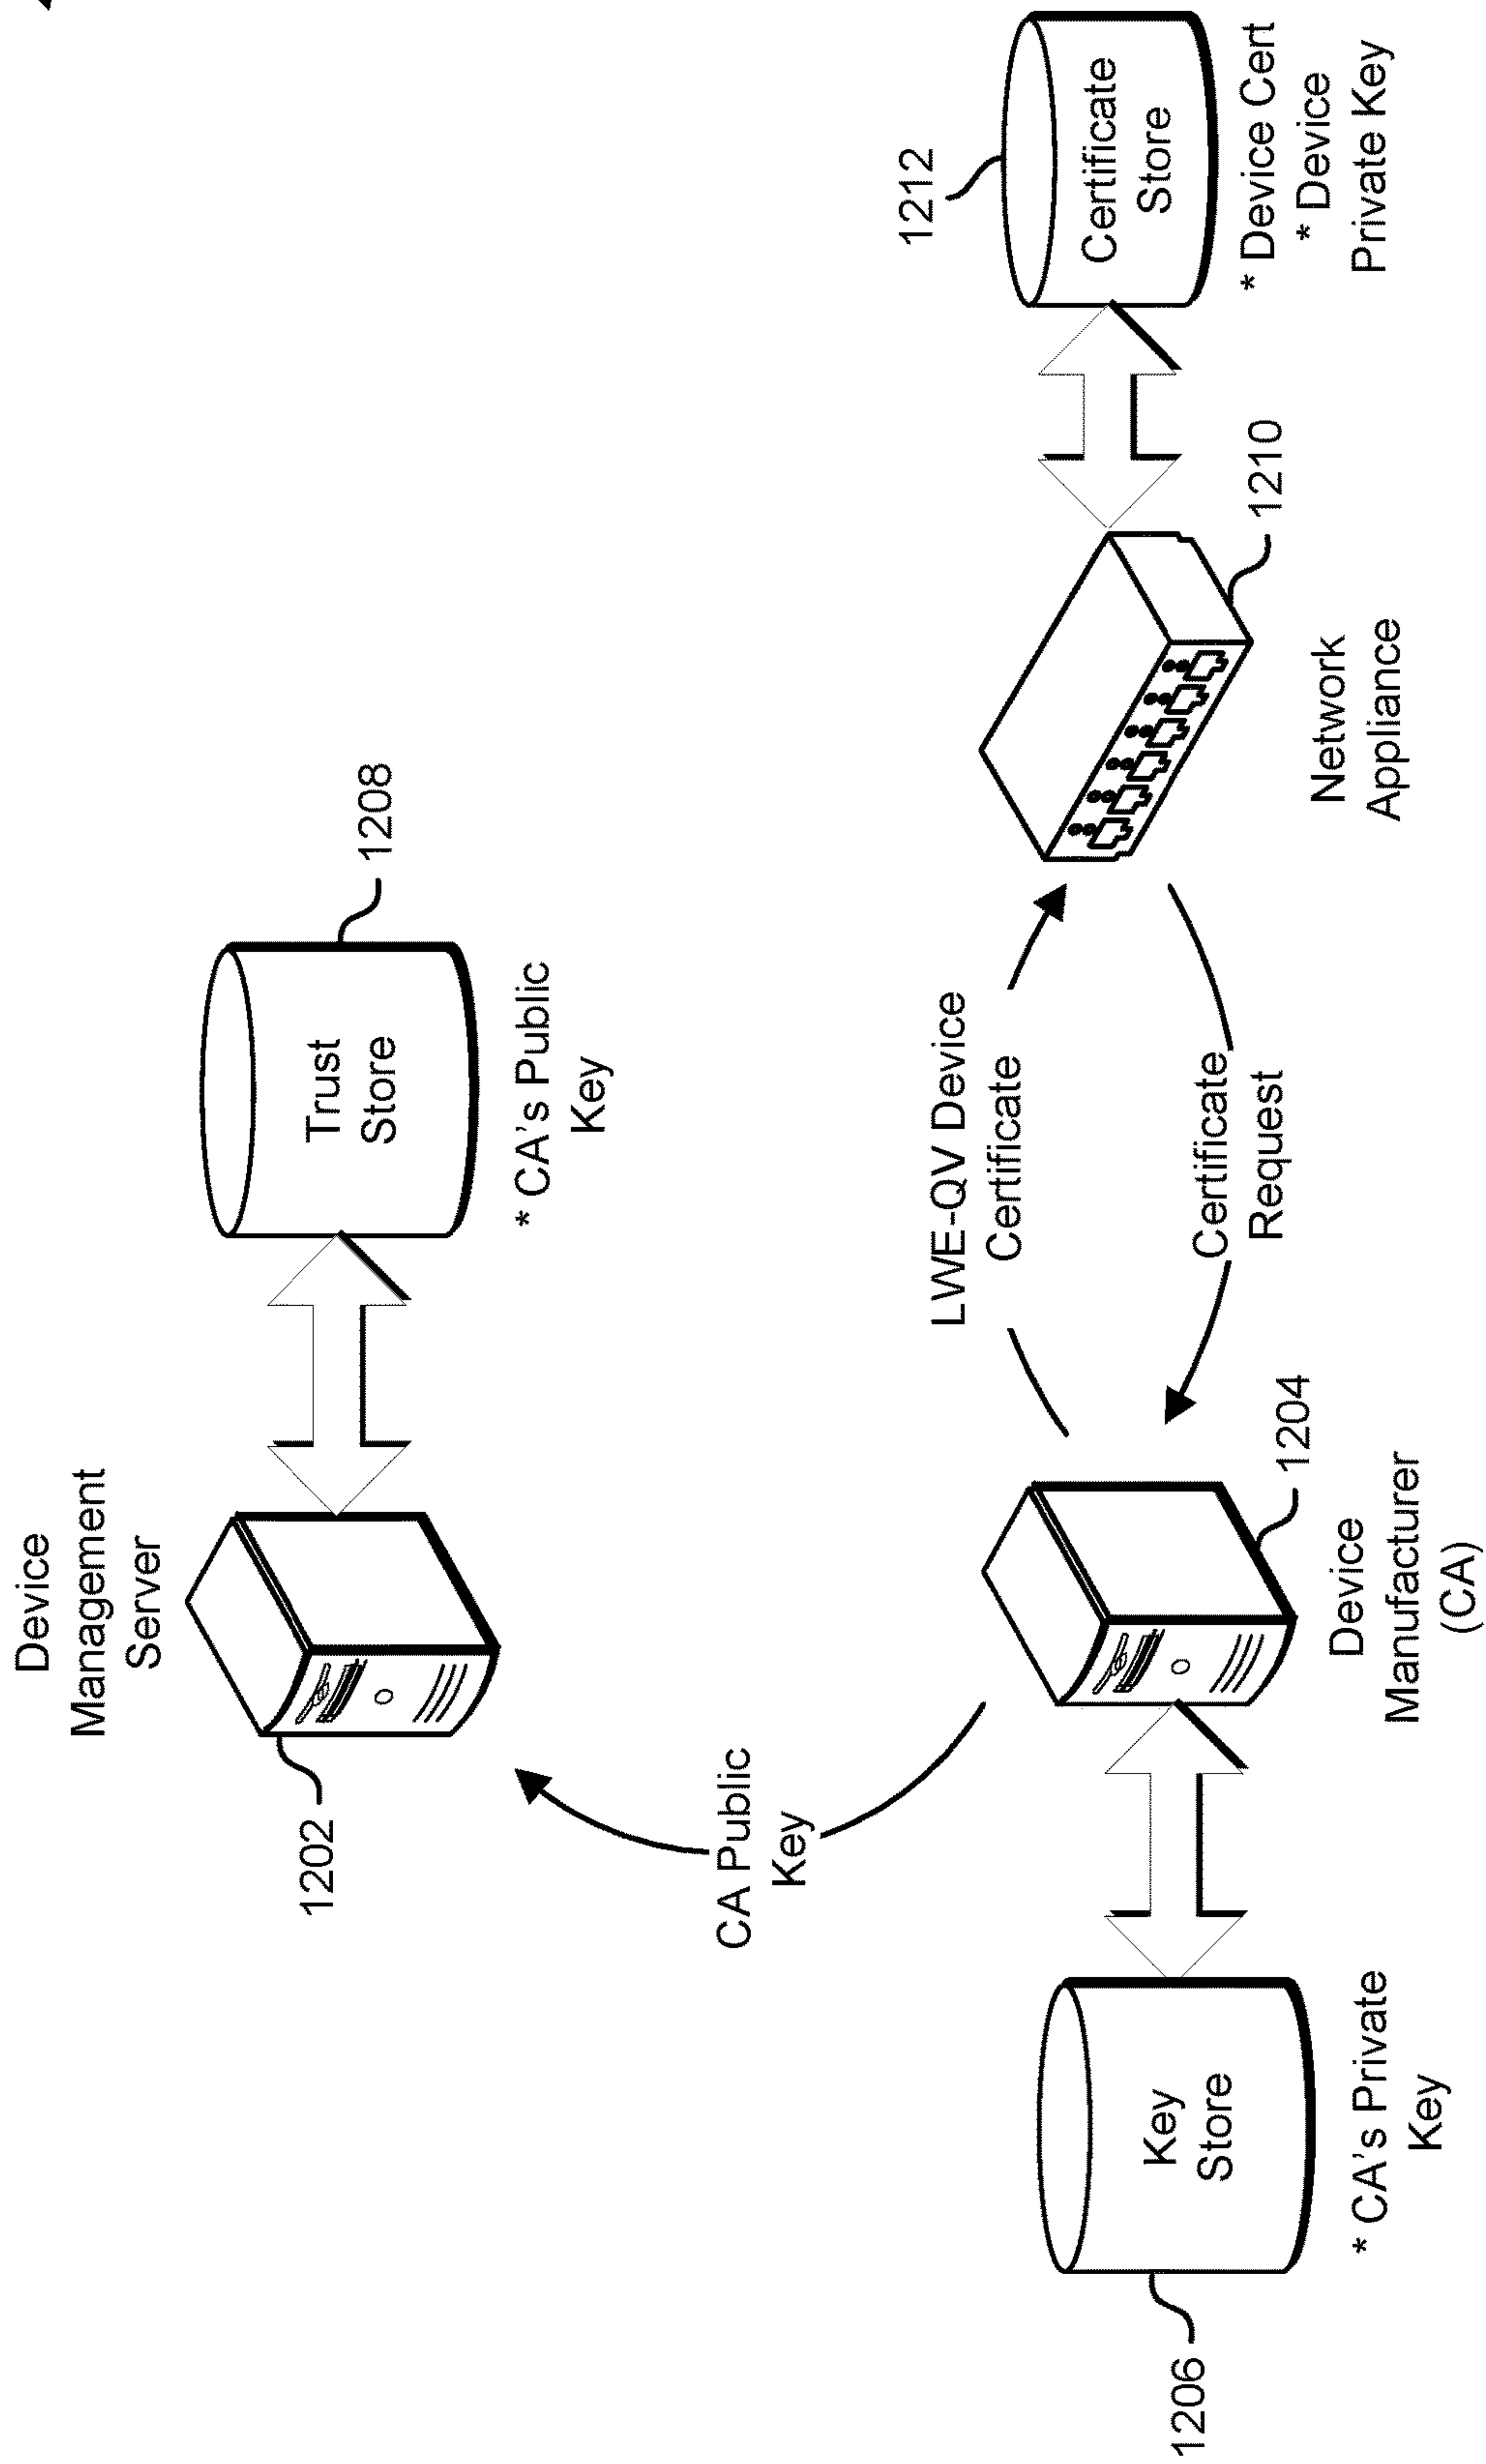 Device
Management
Server
1202
Trust
Store
1208
* CA's Public
Key
CA Public
Key
LWE-QV Device
Certificate
Certificate
Request
1212
Certificate
Store
* Device Cert
* Device
Private Key
1210
Network
Appliance
1204
Device
Manufacturer
(CA)
Key
Store
1206
* CA's Private
Key